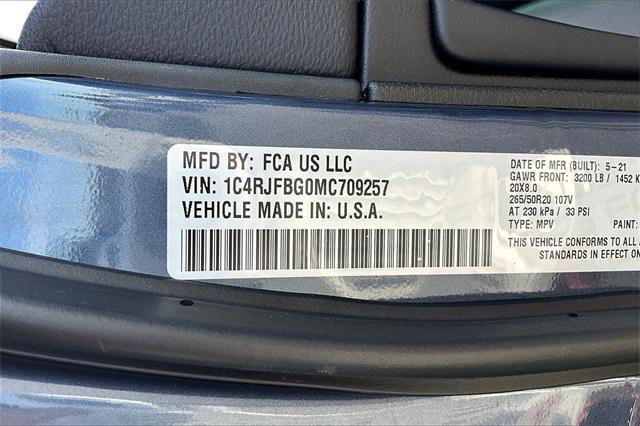 MFD BY: FCA US LLC
VIN: 1C4RJFBG0MC709257
VEHICLE MADE IN: U.S.A.
DATE OF MFR (BUILT): 5-21
GAWR FRONT: 3200 LB / 1452 K
20X8.0
265/50R20 107V
AT 230 kPa / 33 PSI
TYPE: MPV PAINT:
THIS VEHICLE CONFORMS TO ALL
IS IN EFFECT ON